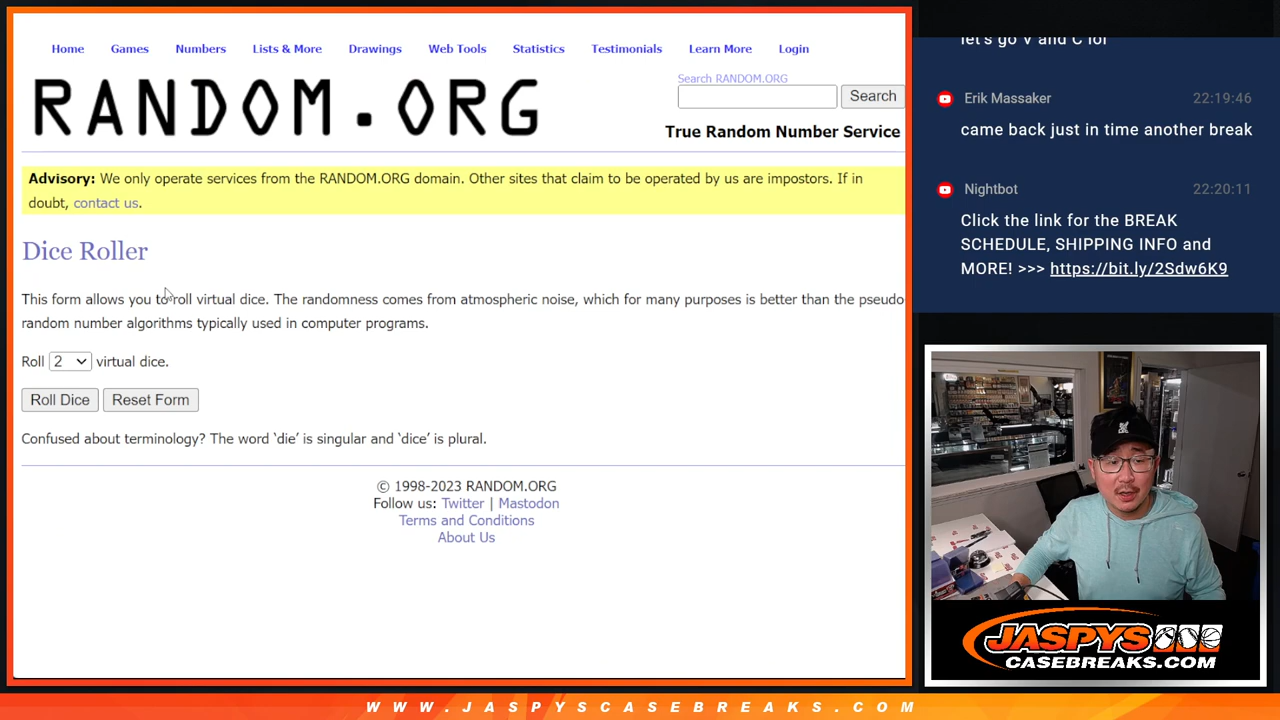 Home Games Numbers Lists & More Drawings Web Tools Statistics Testimonials Learn More Login
RANDOM.ORG
Search RANDOM.ORG
Search
True Random Number Service
Advisory: We only operate services from the RANDOM.ORG domain. Other sites that claim to be operated by us are impostors. If in
doubt, contact us.
Dice Roller
This form allows you to roll virtual dice. The randomness comes from atmospheric noise, which for many purposes is better than the pseudo
random number algorithms typically used in computer programs.
Roll 2 virtual dice.
Roll Dice Reset Form
Confused about terminology? The word ‘die’ is singular and ‘dice’ is plural.
© 1998-2023 RANDOM.ORG
Follow us: Twitter | Mastodon
Terms and Conditions
About Us
let's go V and C for
Erik Massaker 22:19:46
came back just in time another break
Nightbot 22:20:11
Click the link for the BREAK
SCHEDULE, SHIPPING INFO and
MORE! >>> https://bit.ly/2Sdw6K9
JASPYS
CASEBREAKS.COM
WWW.JASPYSCASEBREAKS.COM